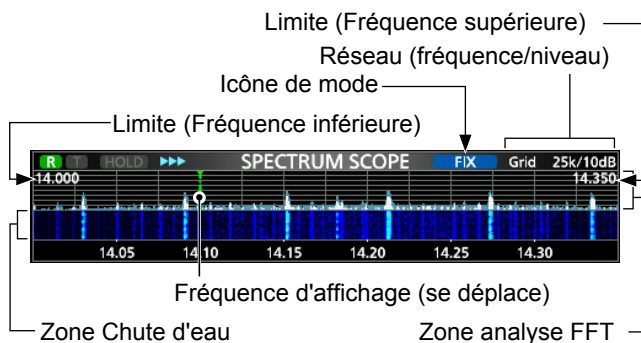 Limite (Fréquence supérieure)
Réseau (fréquence/niveau)
Icône de mode
Limite (Fréquence inférieure)
R T HOLD SPECTRUM SCOPE FIX Grid 25k/10dB
14.000 14.350
14.05 14.10 14.15 14.20 14.25 14.30
Fréquence d'affichage (se déplace)
Zone Chute d'eau Zone analyse FFT